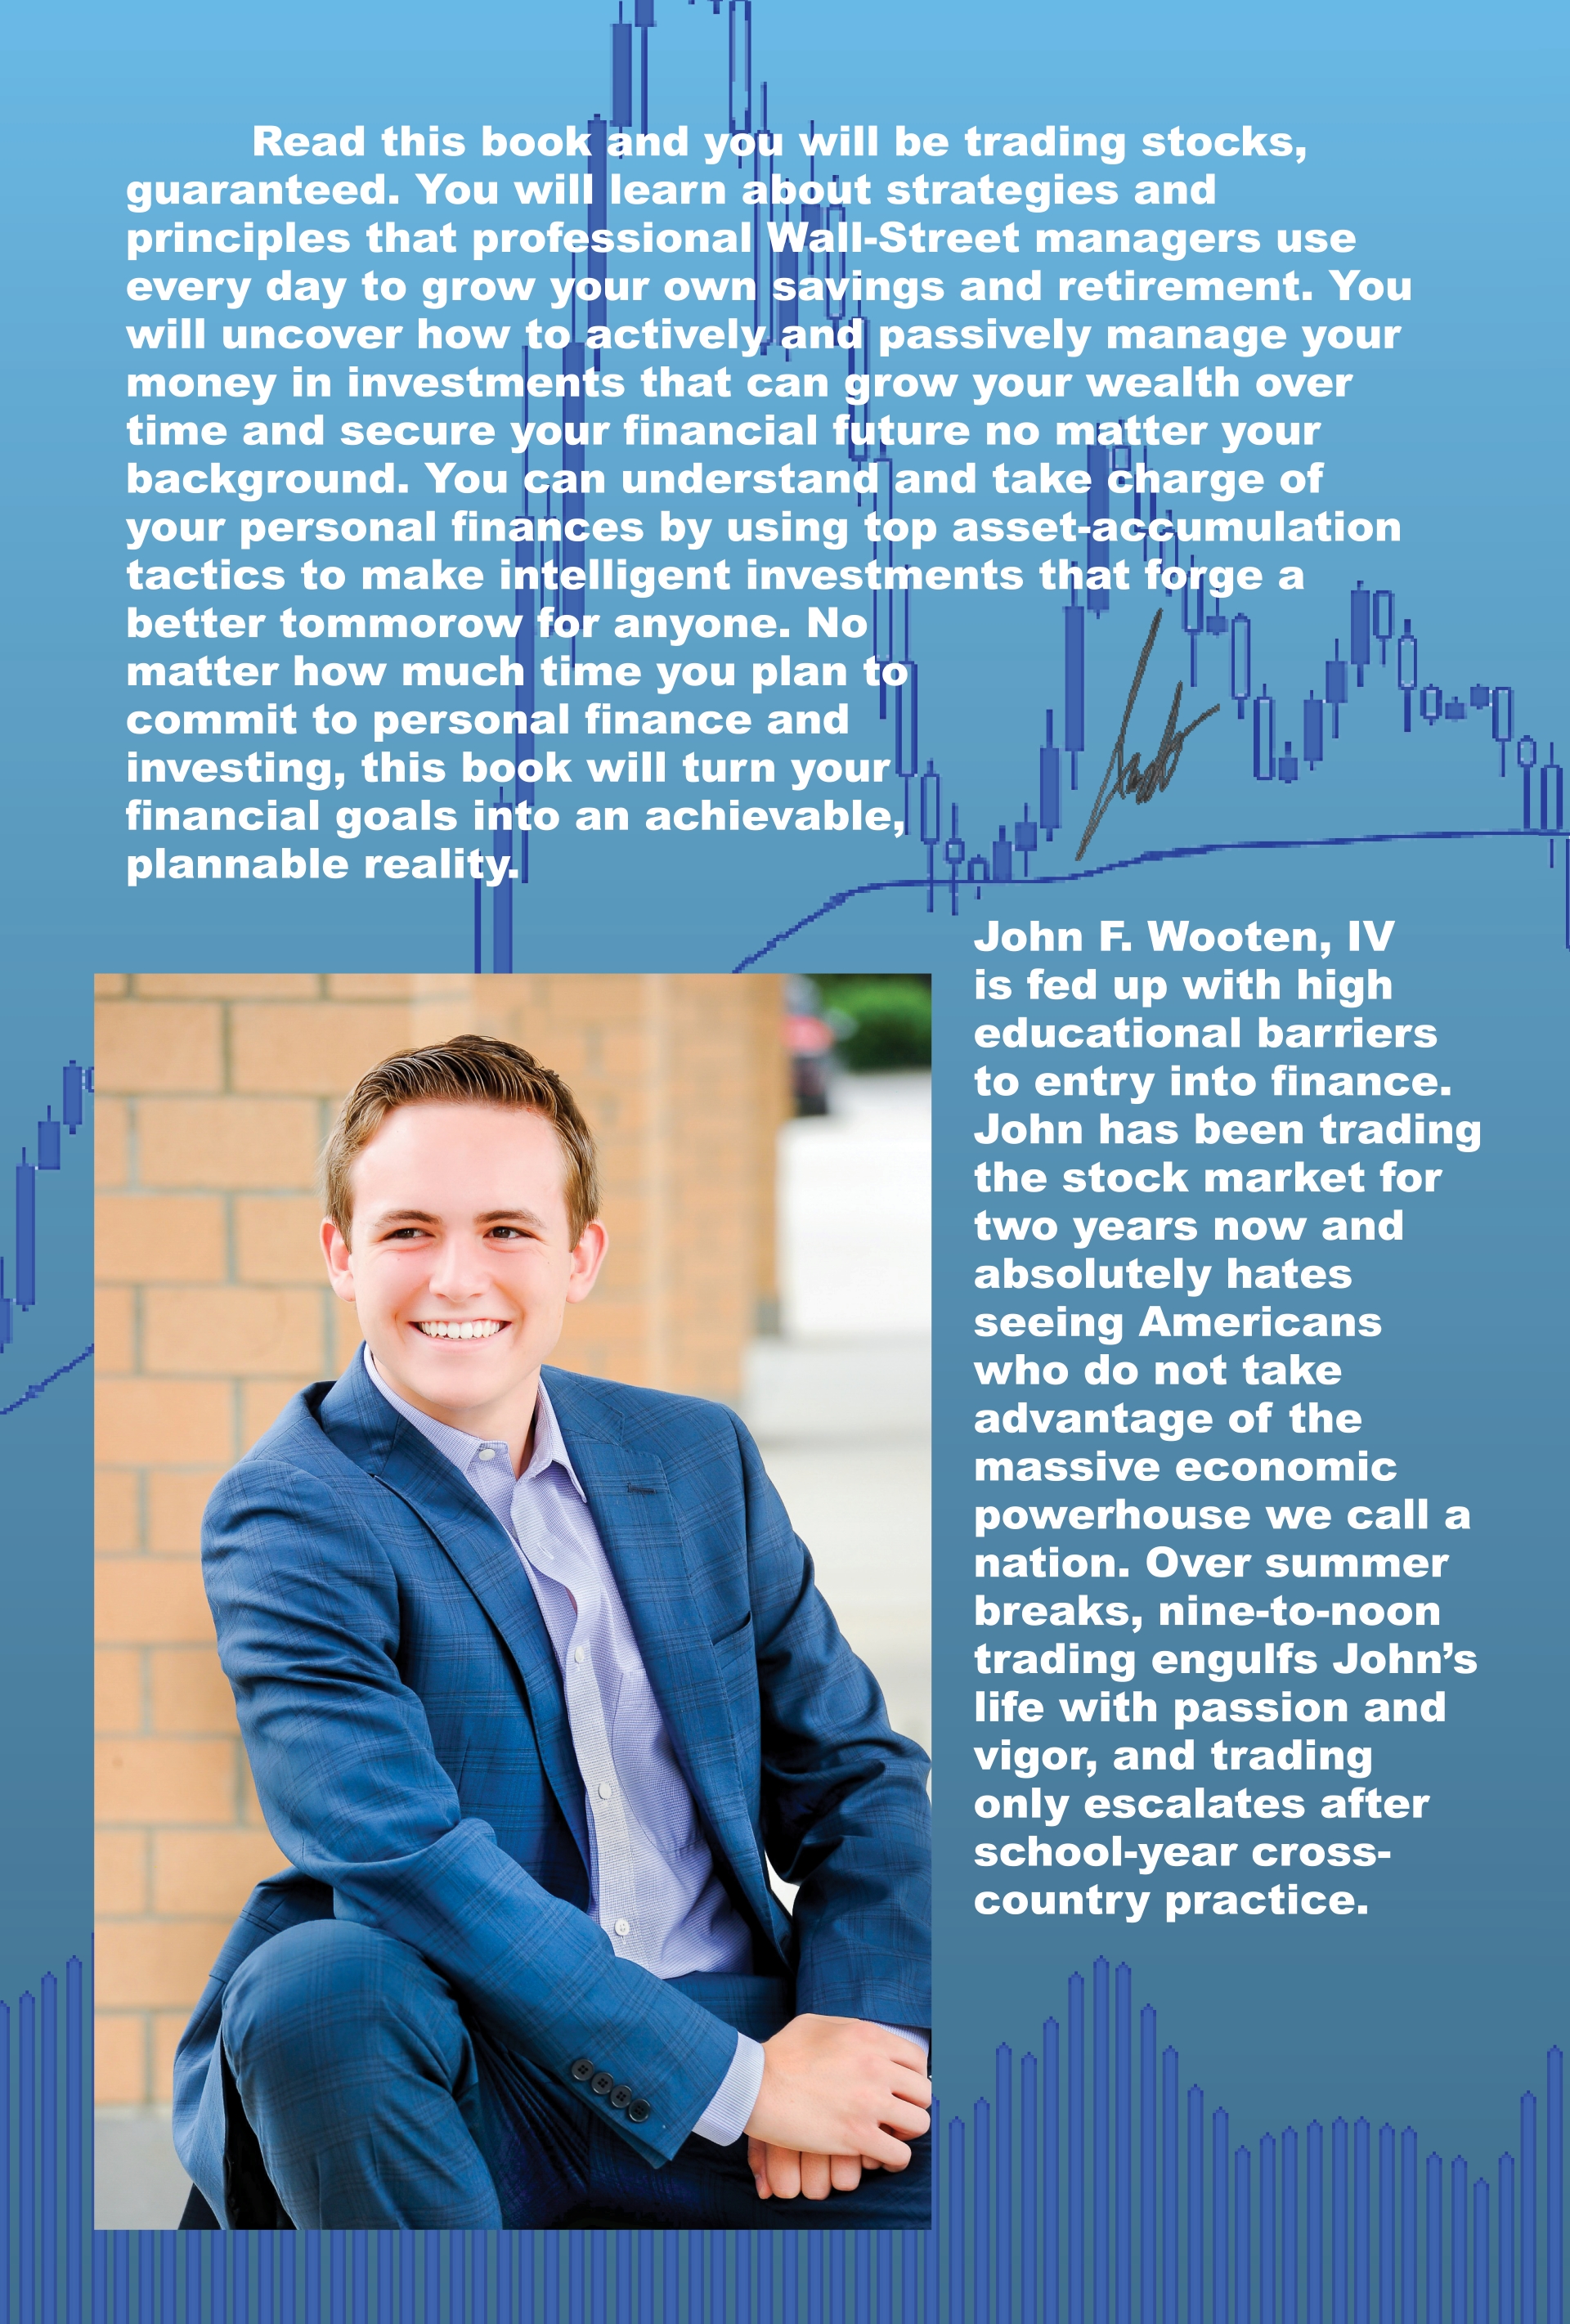 Read this book and you will be trading stocks,
guaranteed. You will learn about strategies and
principles that professional Wall-Street managers use
every day to grow your own savings and retirement. You
will uncover how to actively and passively manage your
money in investments that can grow your wealth over
time and secure your financial future no matter your
background. You can understand and take charge of
your personal finances by using top asset-accumulation
tactics to make intelligent investments that forge a
better tommorow for anyone. No
matter how much time you plan to
commit to personal finance and
investing, this book will turn your
financial goals into an achievable,
plannable reality.
John F. Wooten, IV
is fed up with high
educational barriers
to entry into finance.
John has been trading
the stock market for
two years now and
absolutely hates
seeing Americans
who do not take
advantage of the
massive economic
powerhouse we call a
nation. Over summer
breaks, nine-to-noon
trading engulfs John’s
life with passion and
vigor, and trading
only escalates after
school-year cross-
country practice.